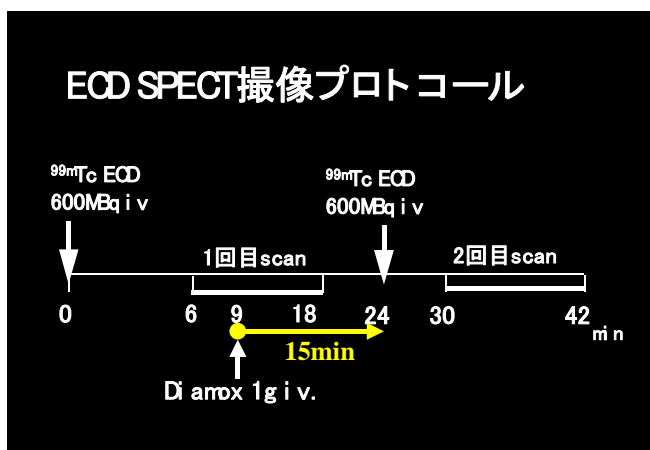 ECD SPECT撮像プロトコール
99mTc ECD
600MBq iv
99mTc ECD
600MBq iv
1回目scan
2回目scan
0 6 9 18 24 30 42 min
15min
Diamox 1g iv.